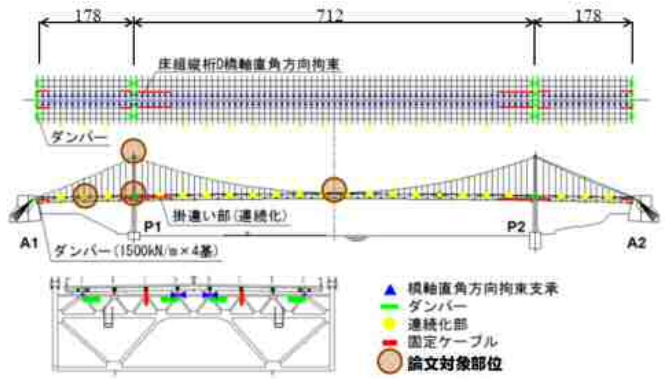 178 712 178
床組縦桁の橋軸直角方向拘束
ダンパー
掛違い部(連続化)
A1 P1 P2 A2
ダンパー(1500kN/m×4基)
橋軸直角方向拘束支承
ダンパー
連続化部
固定ケーブル
論文対象部位